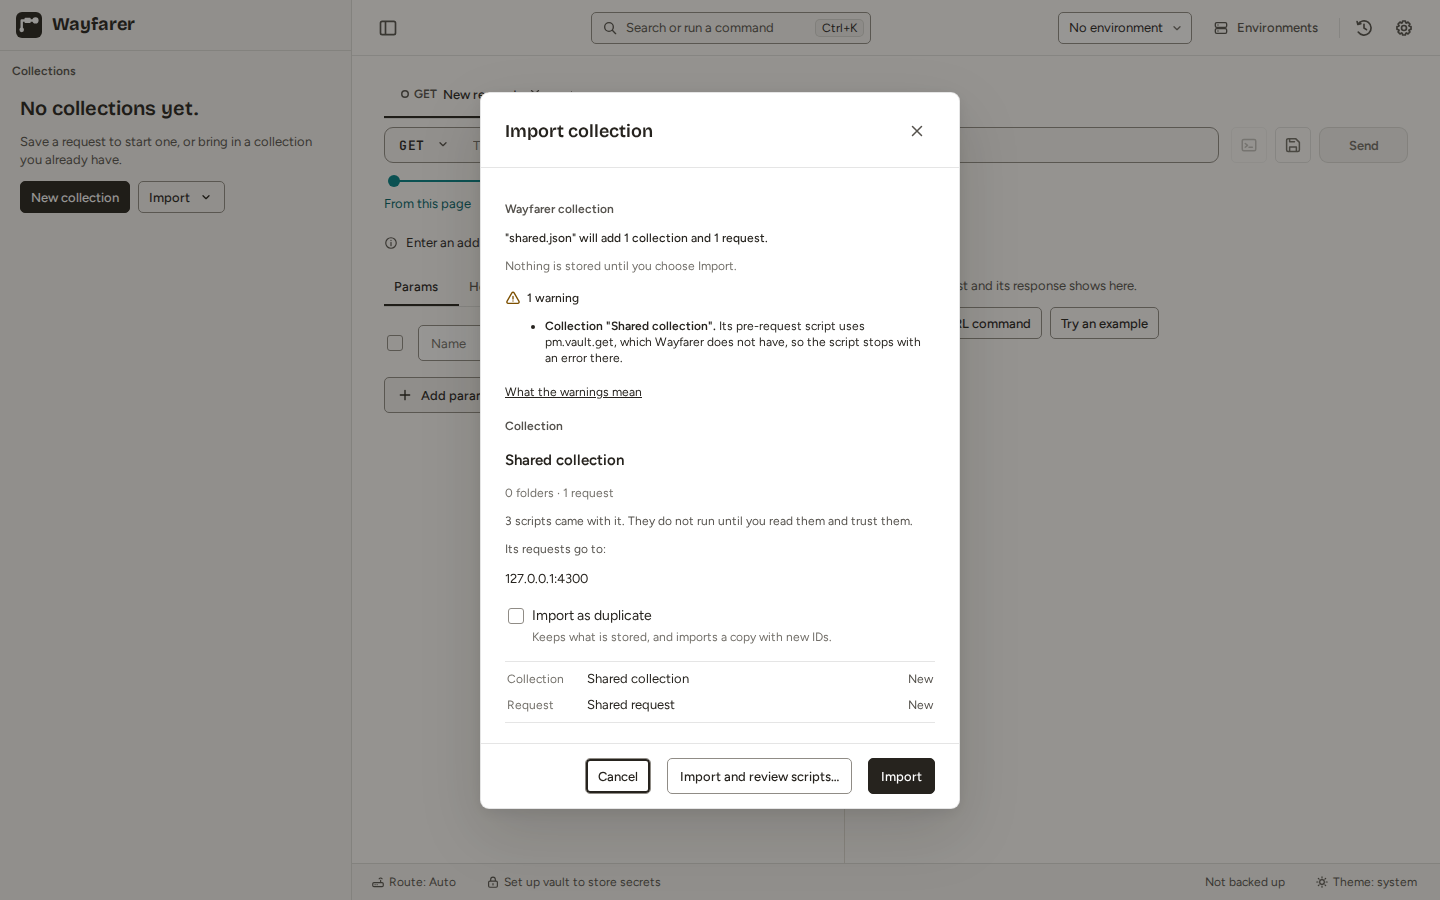 Wayfarer
Search or run a command
Ctrl+K
No environment
Environments
Collections
No collections yet.
Save a request to start one, or bring in a collection
you already have.
New collection
Import
GET
New
GET
Send
From this page
Enter an add
Params
Name
Add
st and its response shows here.
command
Try an example
Import collection
Wayfarer collection
"shared.json" will add 1 collection and 1 request.
Nothing is stored until you choose Import.
1 warning
Collection "Shared collection". Its pre-request script uses
pm.vault.get, which Wayfarer does not have, so the script stops with
an error there.
What the warnings mean
Collection
Shared collection
0 folders · 1 request
3 scripts came with it. They do not run until you read them and trust them.
Its requests go to:
127.0.0.1:4300
Import as duplicate
Keeps what is stored, and imports a copy with new IDs.
Collection Shared collection New
Request Shared request New
Cancel
Import and review scripts...
Import
Route: Auto
Set up vault to store secrets
Not backed up
Theme: system